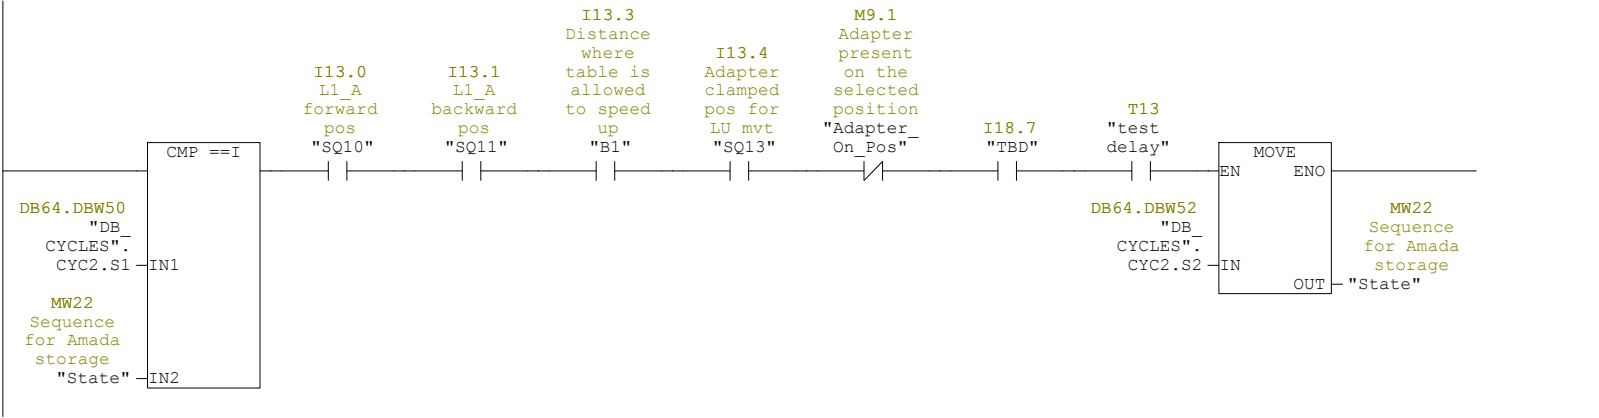 I13.0
L1_A
forward
pos
"SQ10"
I13.1
L1_A
backward
pos
"SQ11"
I13.3
Distance
where
table is
allowed
to speed
up
"B1"
I13.4
Adapter
clamped
pos for
LU mvt
"SQ13"
M9.1
Adapter
present
on the
selected
position
"Adapter_
On_Pos"
I18.7
"TBD"
T13
"test
delay"
CMP ==I
DB64.DBW50
"DB_
CYCLES".
CYC2.S1
IN1
MW22
Sequence
for Amada
storage
"State"
IN2
MOVE
EN
ENO
DB64.DBW52
"DB_
CYCLES".
CYC2.S2
IN
MW22
Sequence
for Amada
storage
OUT
"State"